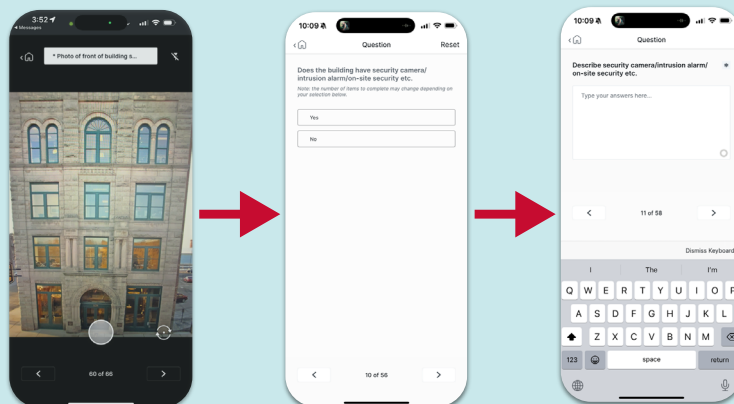 3:52
Messages
* Photo of front of building s...
60 of 66
10:09
Question
Reset
Does the building have security camera/
intrusion alarm/on-site security etc.
Note: the number of items to complete may change depending on
your selection below.
Yes
No
10 of 56
10:09
Question
Describe security camera/intrusion alarm/
on-site security etc.
Type your answers here...
11 of 58
Dismiss Keyboard
I The I'm
Q W E R T Y U I O P
A S D F G H J K L
Z X C V B N M
123 space return